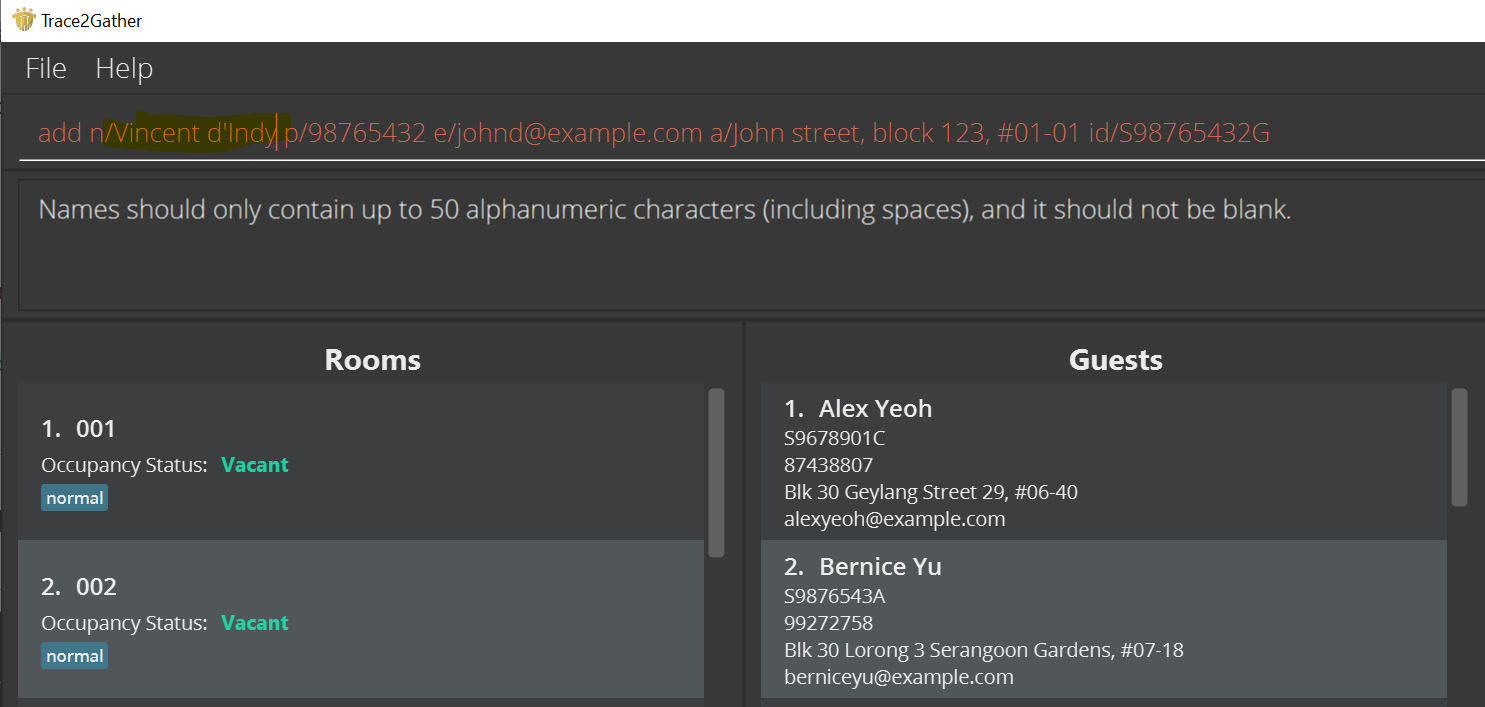 Trace2Gather
File Help
add n/Vincent d'Indy p/98765432 e/johnd@example.com a/John street, block 123, #01-01 id/S98765432G
Names should only contain up to 50 alphanumeric characters (including spaces), and it should not be blank.
Rooms
1. 001
Occupancy Status: Vacant
normal
2. 002
Occupancy Status: Vacant
normal
Guests
1. Alex Yeoh
S9678901C
87438807
Blk 30 Geylang Street 29, #06-40
alexyeoh@example.com
2. Bernice Yu
S9876543A
99272758
Blk 30 Lorong 3 Serangoon Gardens, #07-18
berniceyu@example.com